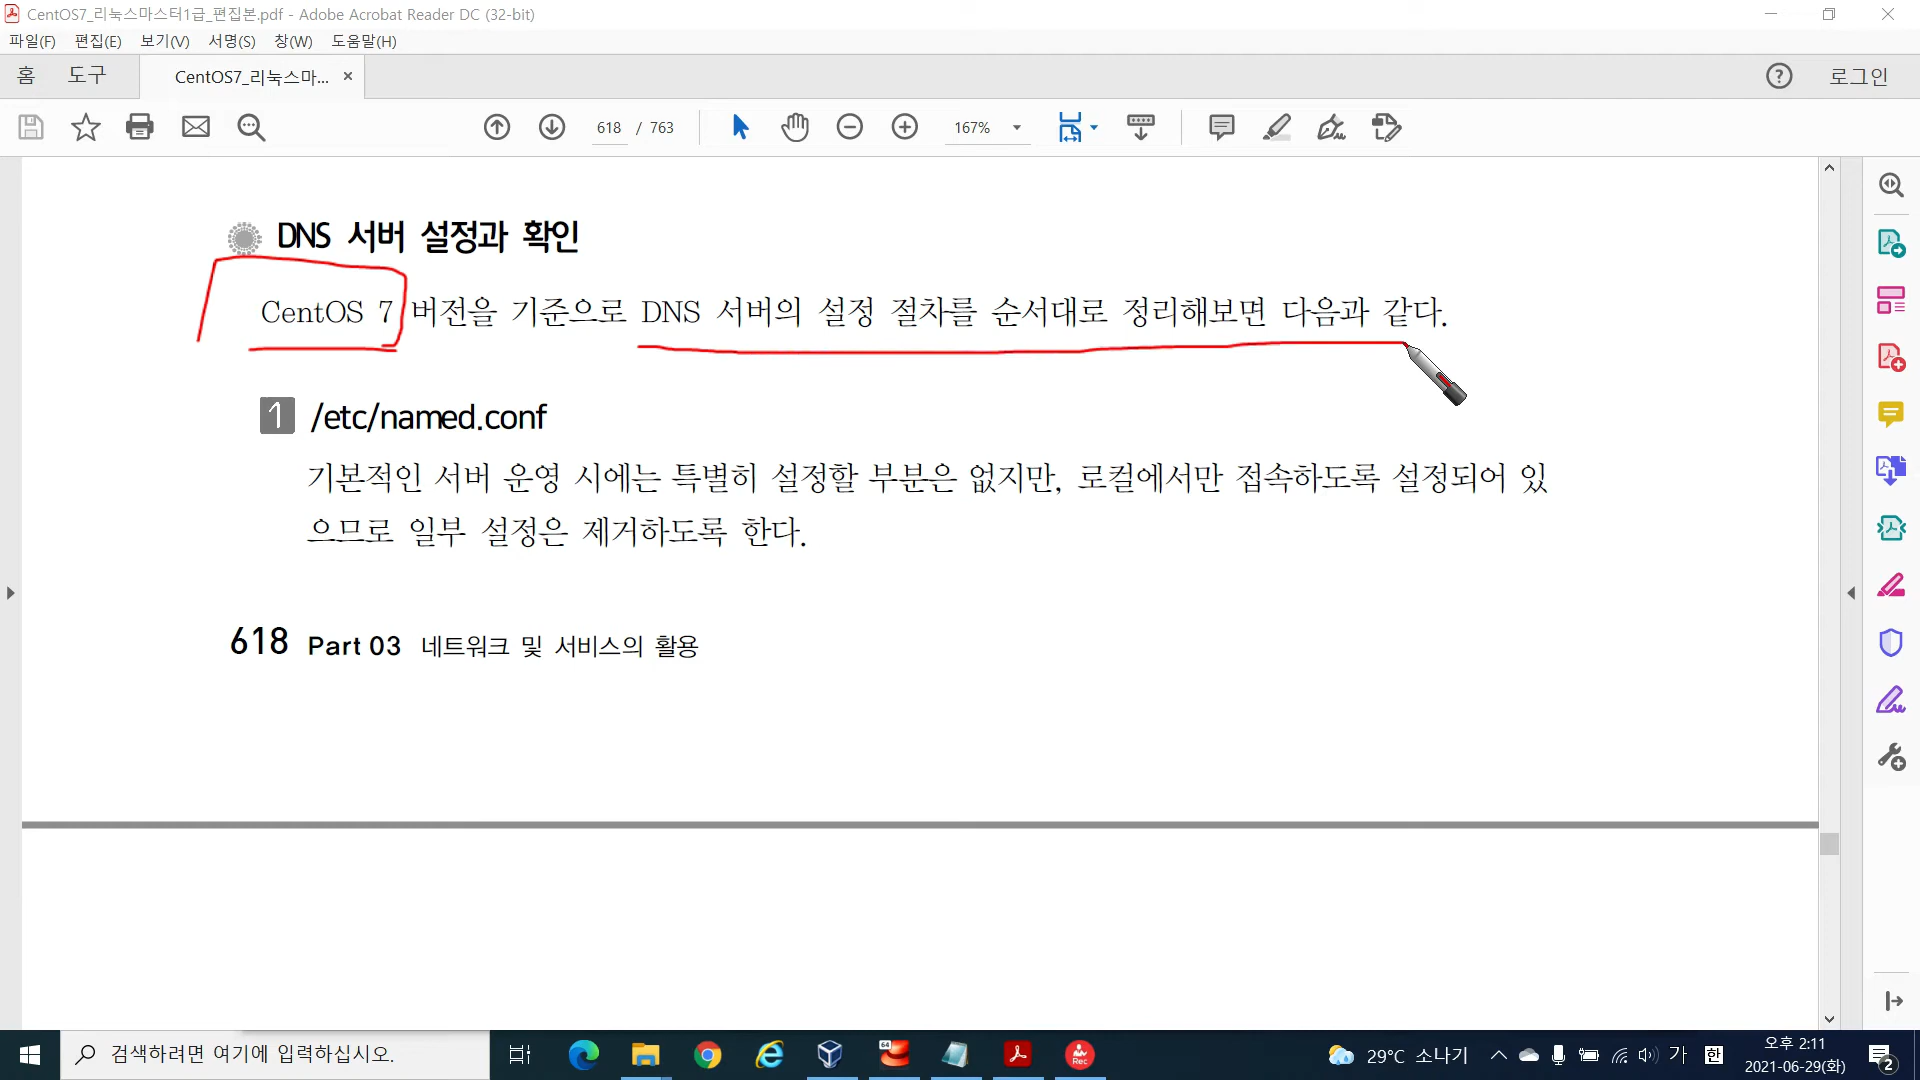 CentOS7_리눅스마스터1급_편집본.pdf - Adobe Acrobat Reader DC (32-bit)
파일(F) 편집(E) 보기(V) 서명(S) 창(W) 도움말(H)
홈 도구 CentOS7_리눅스마... × ? 로그인
618 / 763 167%
DNS 서버 설정과 확인
CentOS 7 버전을 기준으로 DNS 서버의 설정 절차를 순서대로 정리해보면 다음과 같다.
1 /etc/named.conf
기본적인 서버 운영 시에는 특별히 설정할 부분은 없지만, 로컬에서만 접속하도록 설정되어 있
으므로 일부 설정은 제거하도록 한다.
618 Part 03 네트워크 및 서비스의 활용
검색하려면 여기에 입력하십시오.
64
Rec
29°C 소나기 가 한
오후 2:11
2021-06-29(화)
2